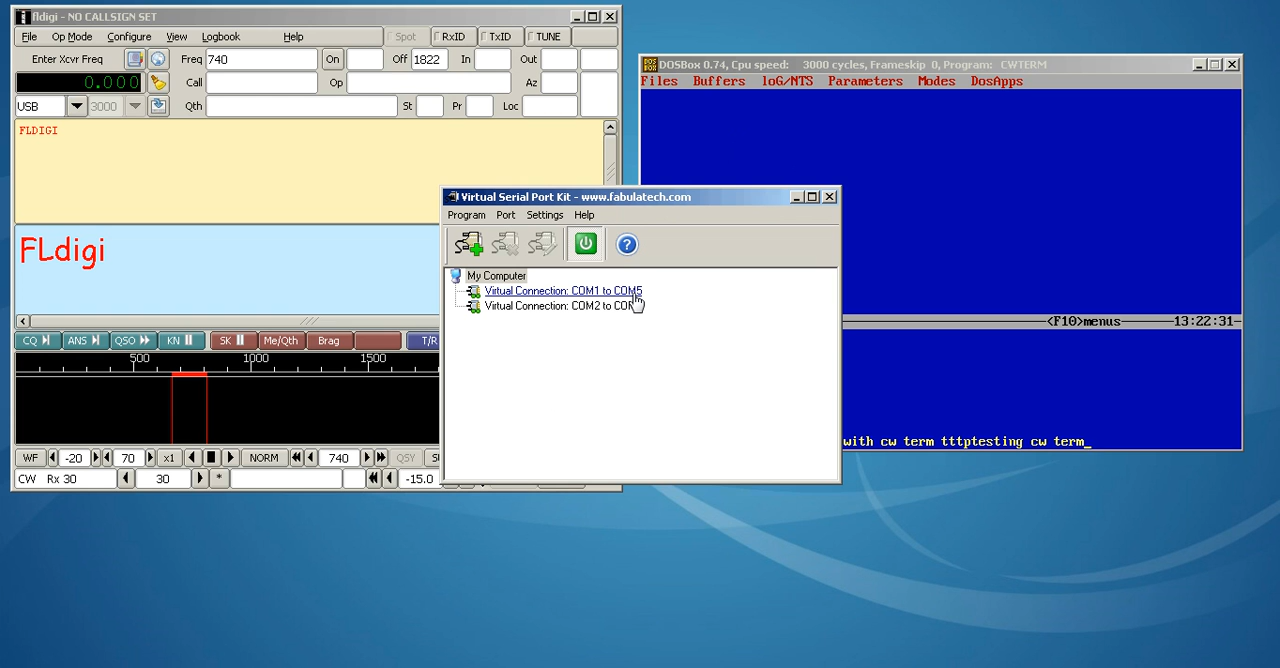 fldigi - NO CALLSIGN SET
File Op Mode Configure View Logbook Help Spot RxID TxID TUNE
Enter Xcvr Freq Freq 740 On Off 1822 In Out
0.000 Call Op Az
USB 3000 Qth St Pr Loc
FLDIGI
FLdigi
CQ ANS QSO KN SK Me/Qth Brag T/R
500 1000 1500
WF -20 70 x1 NORM 740 QSY
CW Rx 30 30 * -15.0
Virtual Serial Port Kit - www.fabulatech.com
Program Port Settings Help
My Computer
Virtual Connection: COM1 to COM5
Virtual Connection: COM2 to
DOSBox 0.74, Cpu speed: 3000 cycles, Frameskip 0, Program: CWTERM
Files Buffers loG/NTS Parameters Modes DosApps
<F10>menus 13:22:31
with cw term tttptesting cw term_